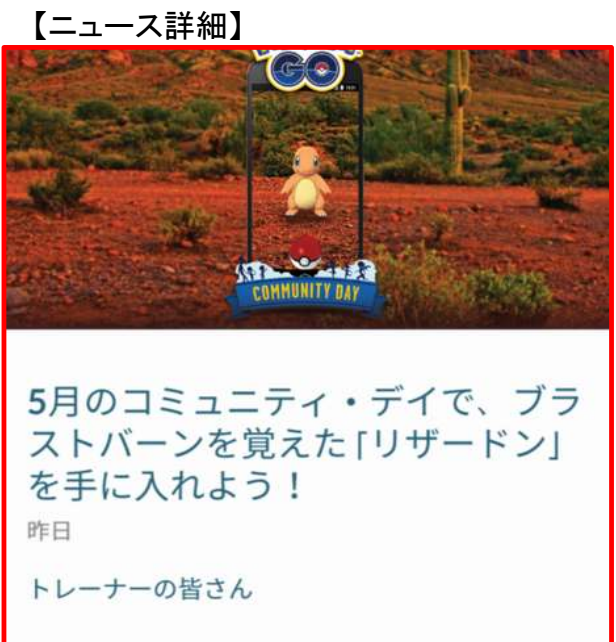 【ニュース詳細】
GO
COMMUNITY DAY
5月のコミュニティ・デイで、ブラ
ストバーンを覚えた「リザードン」
を手に入れよう！
昨日
トレーナーの皆さん